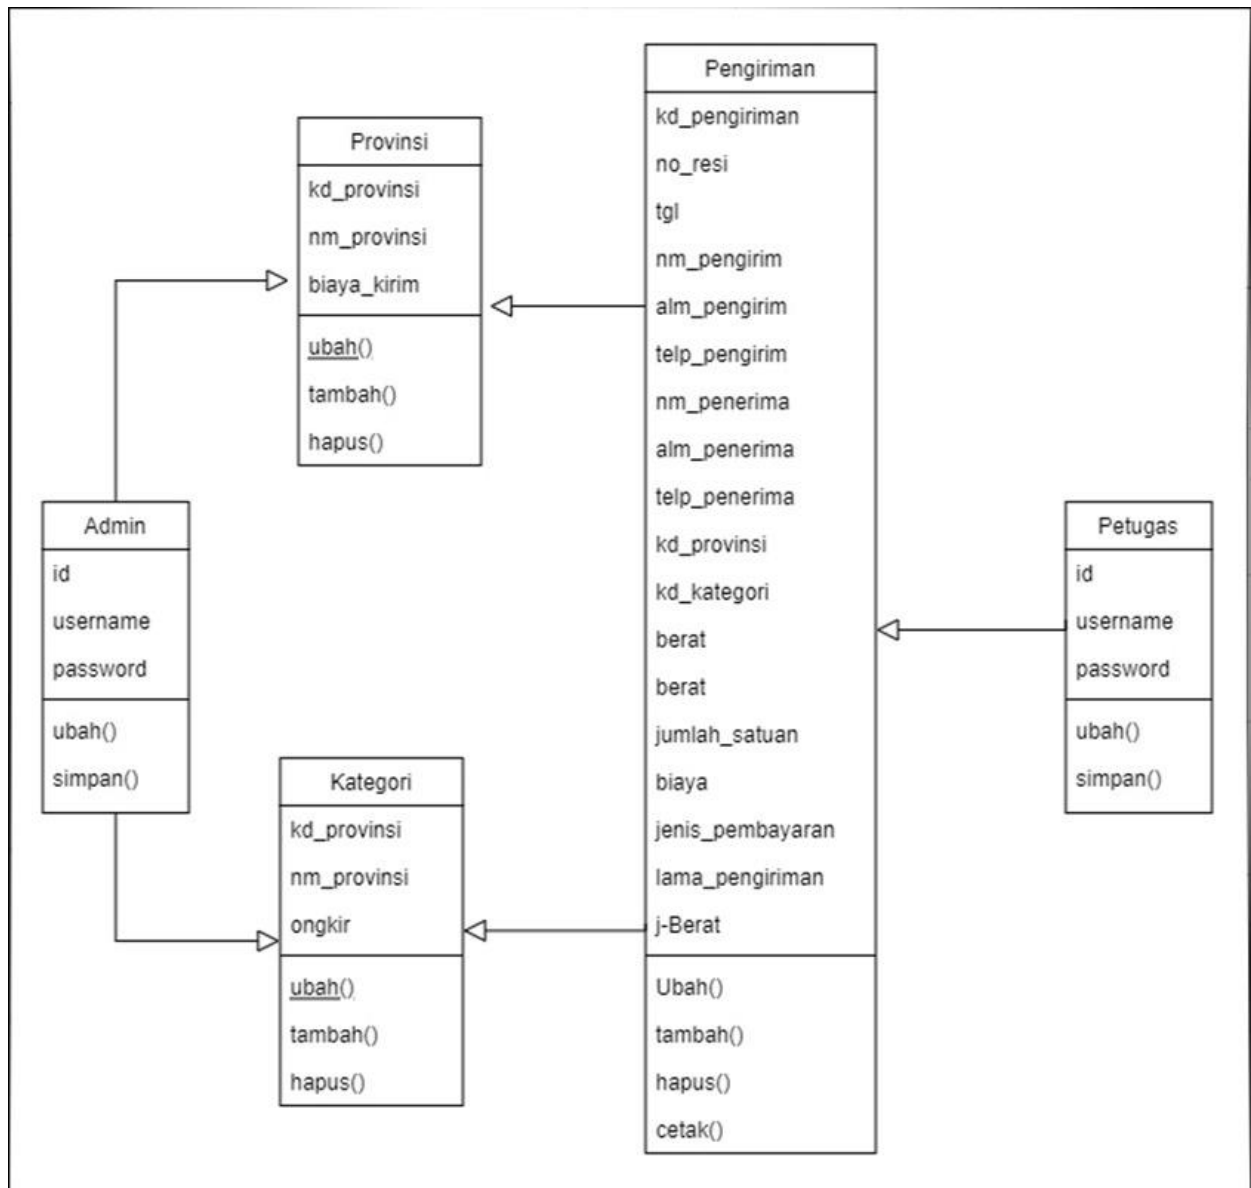 Provinsi
kd_provinsi
nm_provinsi
biaya_kirim
ubah()
tambah()
hapus()
Admin
id
username
password
ubah()
simpan()
Kategori
kd_provinsi
nm_provinsi
ongkir
ubah()
tambah()
hapus()
Pengiriman
kd_pengiriman
no_resi
tgl
nm_pengirim
alm_pengirim
telp_pengirim
nm_penerima
alm_penerima
telp_penerima
kd_provinsi
kd_kategori
berat
berat
jumlah_satuan
biaya
jenis_pembayaran
lama_pengiriman
j-Berat
Ubah()
tambah()
hapus()
cetak()
Petugas
id
username
password
ubah()
simpan()